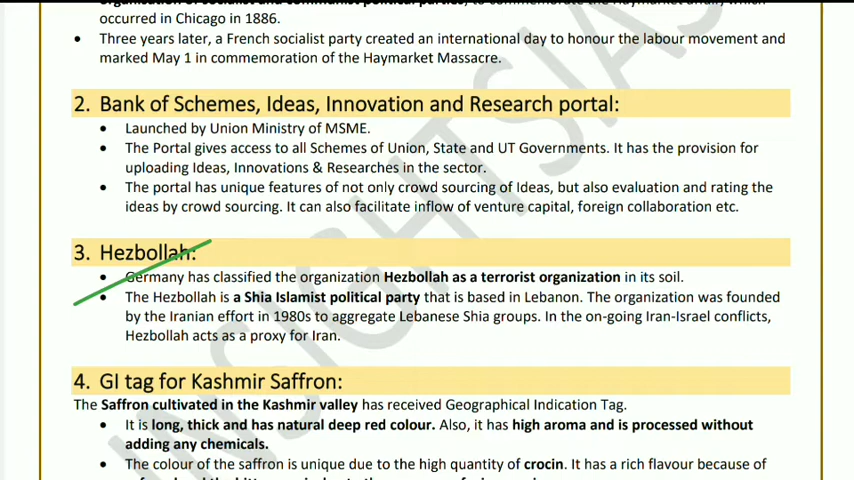 occurred in Chicago in 1886.
• Three years later, a French socialist party created an international day to honour the labour movement and
marked May 1 in commemoration of the Haymarket Massacre.
2. Bank of Schemes, Ideas, Innovation and Research portal:
• Launched by Union Ministry of MSME.
• The Portal gives access to all Schemes of Union, State and UT Governments. It has the provision for
uploading Ideas, Innovations & Researches in the sector.
• The portal has unique features of not only crowd sourcing of Ideas, but also evaluation and rating the
ideas by crowd sourcing. It can also facilitate inflow of venture capital, foreign collaboration etc.
3. Hezbollah:
• Germany has classified the organization Hezbollah as a terrorist organization in its soil.
• The Hezbollah is a Shia Islamist political party that is based in Lebanon. The organization was founded
by the Iranian effort in 1980s to aggregate Lebanese Shia groups. In the on-going Iran-Israel conflicts,
Hezbollah acts as a proxy for Iran.
4. GI tag for Kashmir Saffron:
The Saffron cultivated in the Kashmir valley has received Geographical Indication Tag.
• It is long, thick and has natural deep red colour. Also, it has high aroma and is processed without
adding any chemicals.
• The colour of the saffron is unique due to the high quantity of crocin. It has a rich flavour because of
INSIGHTSIAS